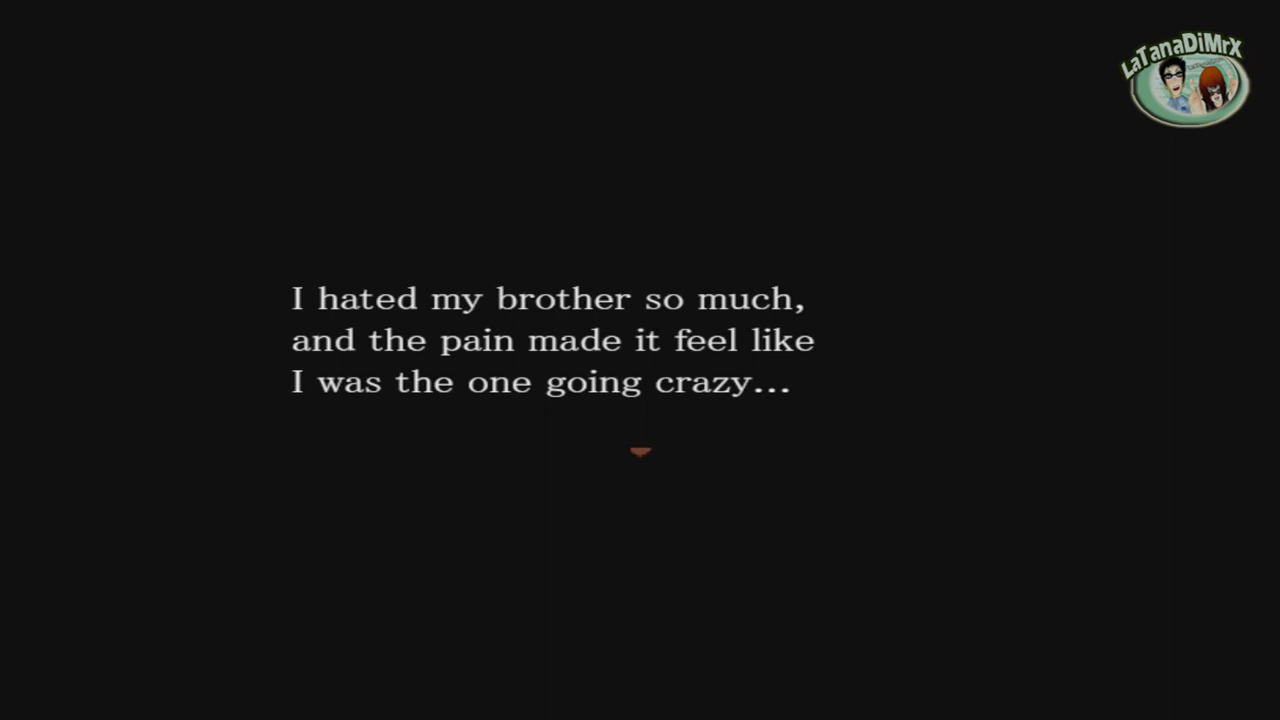 LaTanaDiMrX
I hated my brother so much,
and the pain made it feel like
I was the one going crazy...